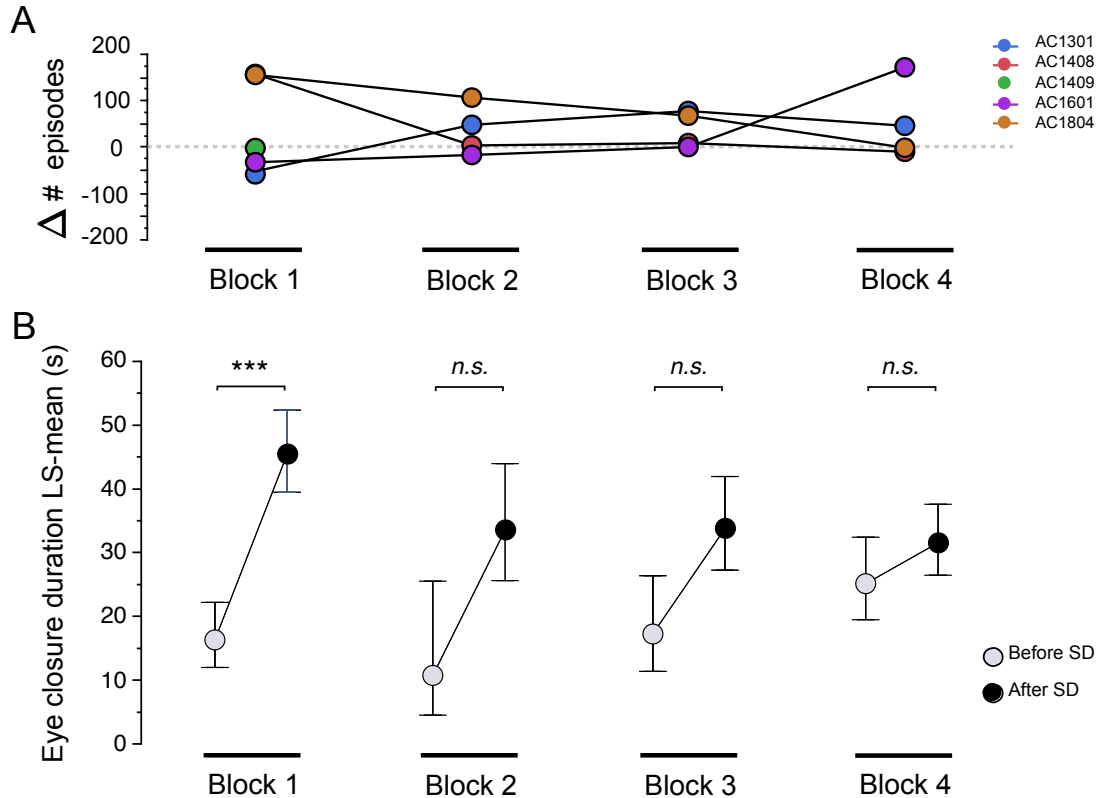 A
Δ # episodes
200
100
0
-100
-200
AC1301
AC1408
AC1409
AC1601
AC1804
Block 1
Block 2
Block 3
Block 4
B
Eye closure duration LS-mean (s)
60
50
40
30
20
10
0
***
n.s.
n.s.
n.s.
Before SD
After SD
Block 1
Block 2
Block 3
Block 4